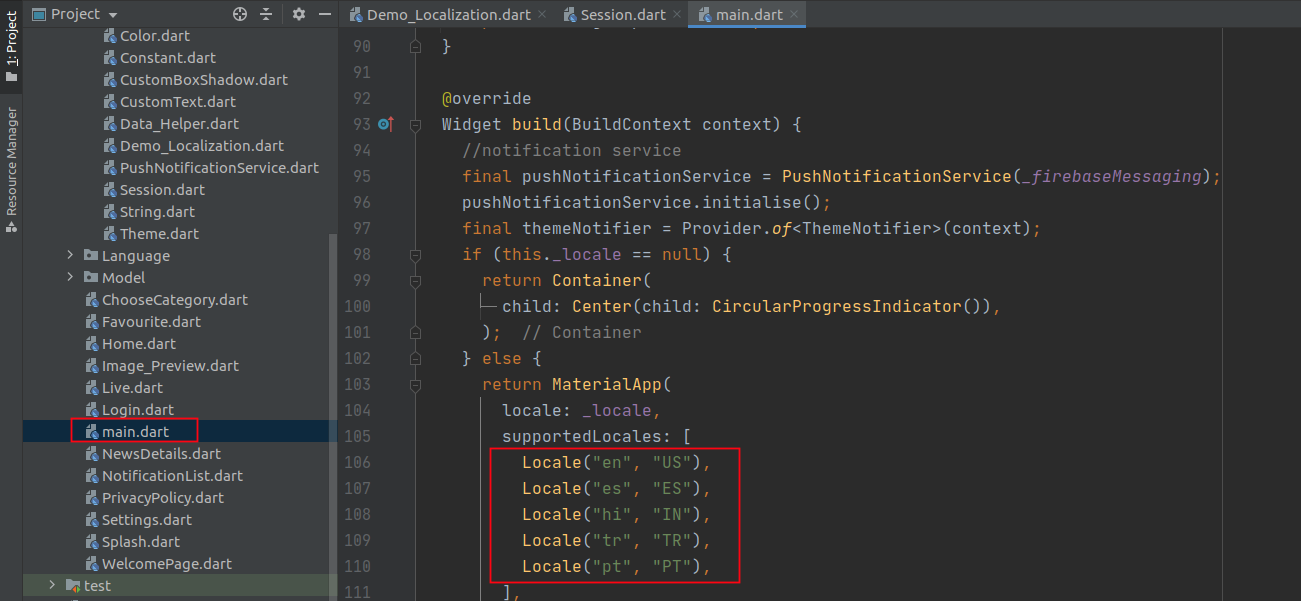 Project
Demo_Localization.dart
Session.dart
main.dart
1: Project
Resource Manager
Color.dart
Constant.dart
CustomBoxShadow.dart
CustomText.dart
Data_Helper.dart
Demo_Localization.dart
PushNotificationService.dart
Session.dart
String.dart
Theme.dart
Language
Model
ChooseCategory.dart
Favourite.dart
Home.dart
Image_Preview.dart
Live.dart
Login.dart
main.dart
NewsDetails.dart
NotificationList.dart
PrivacyPolicy.dart
Settings.dart
Splash.dart
WelcomePage.dart
test
90 }
91
92 @override
93 Widget build(BuildContext context) {
94 //notification service
95 final pushNotificationService = PushNotificationService(_firebaseMessaging);
96 pushNotificationService.initialise();
97 final themeNotifier = Provider.of<ThemeNotifier>(context);
98 if (this._locale == null) {
99 return Container(
100 child: Center(child: CircularProgressIndicator()),
101 ); // Container
102 } else {
103 return MaterialApp(
104 locale: _locale,
105 supportedLocales: [
106 Locale("en", "US"),
107 Locale("es", "ES"),
108 Locale("hi", "IN"),
109 Locale("tr", "TR"),
110 Locale("pt", "PT"),
111 ],